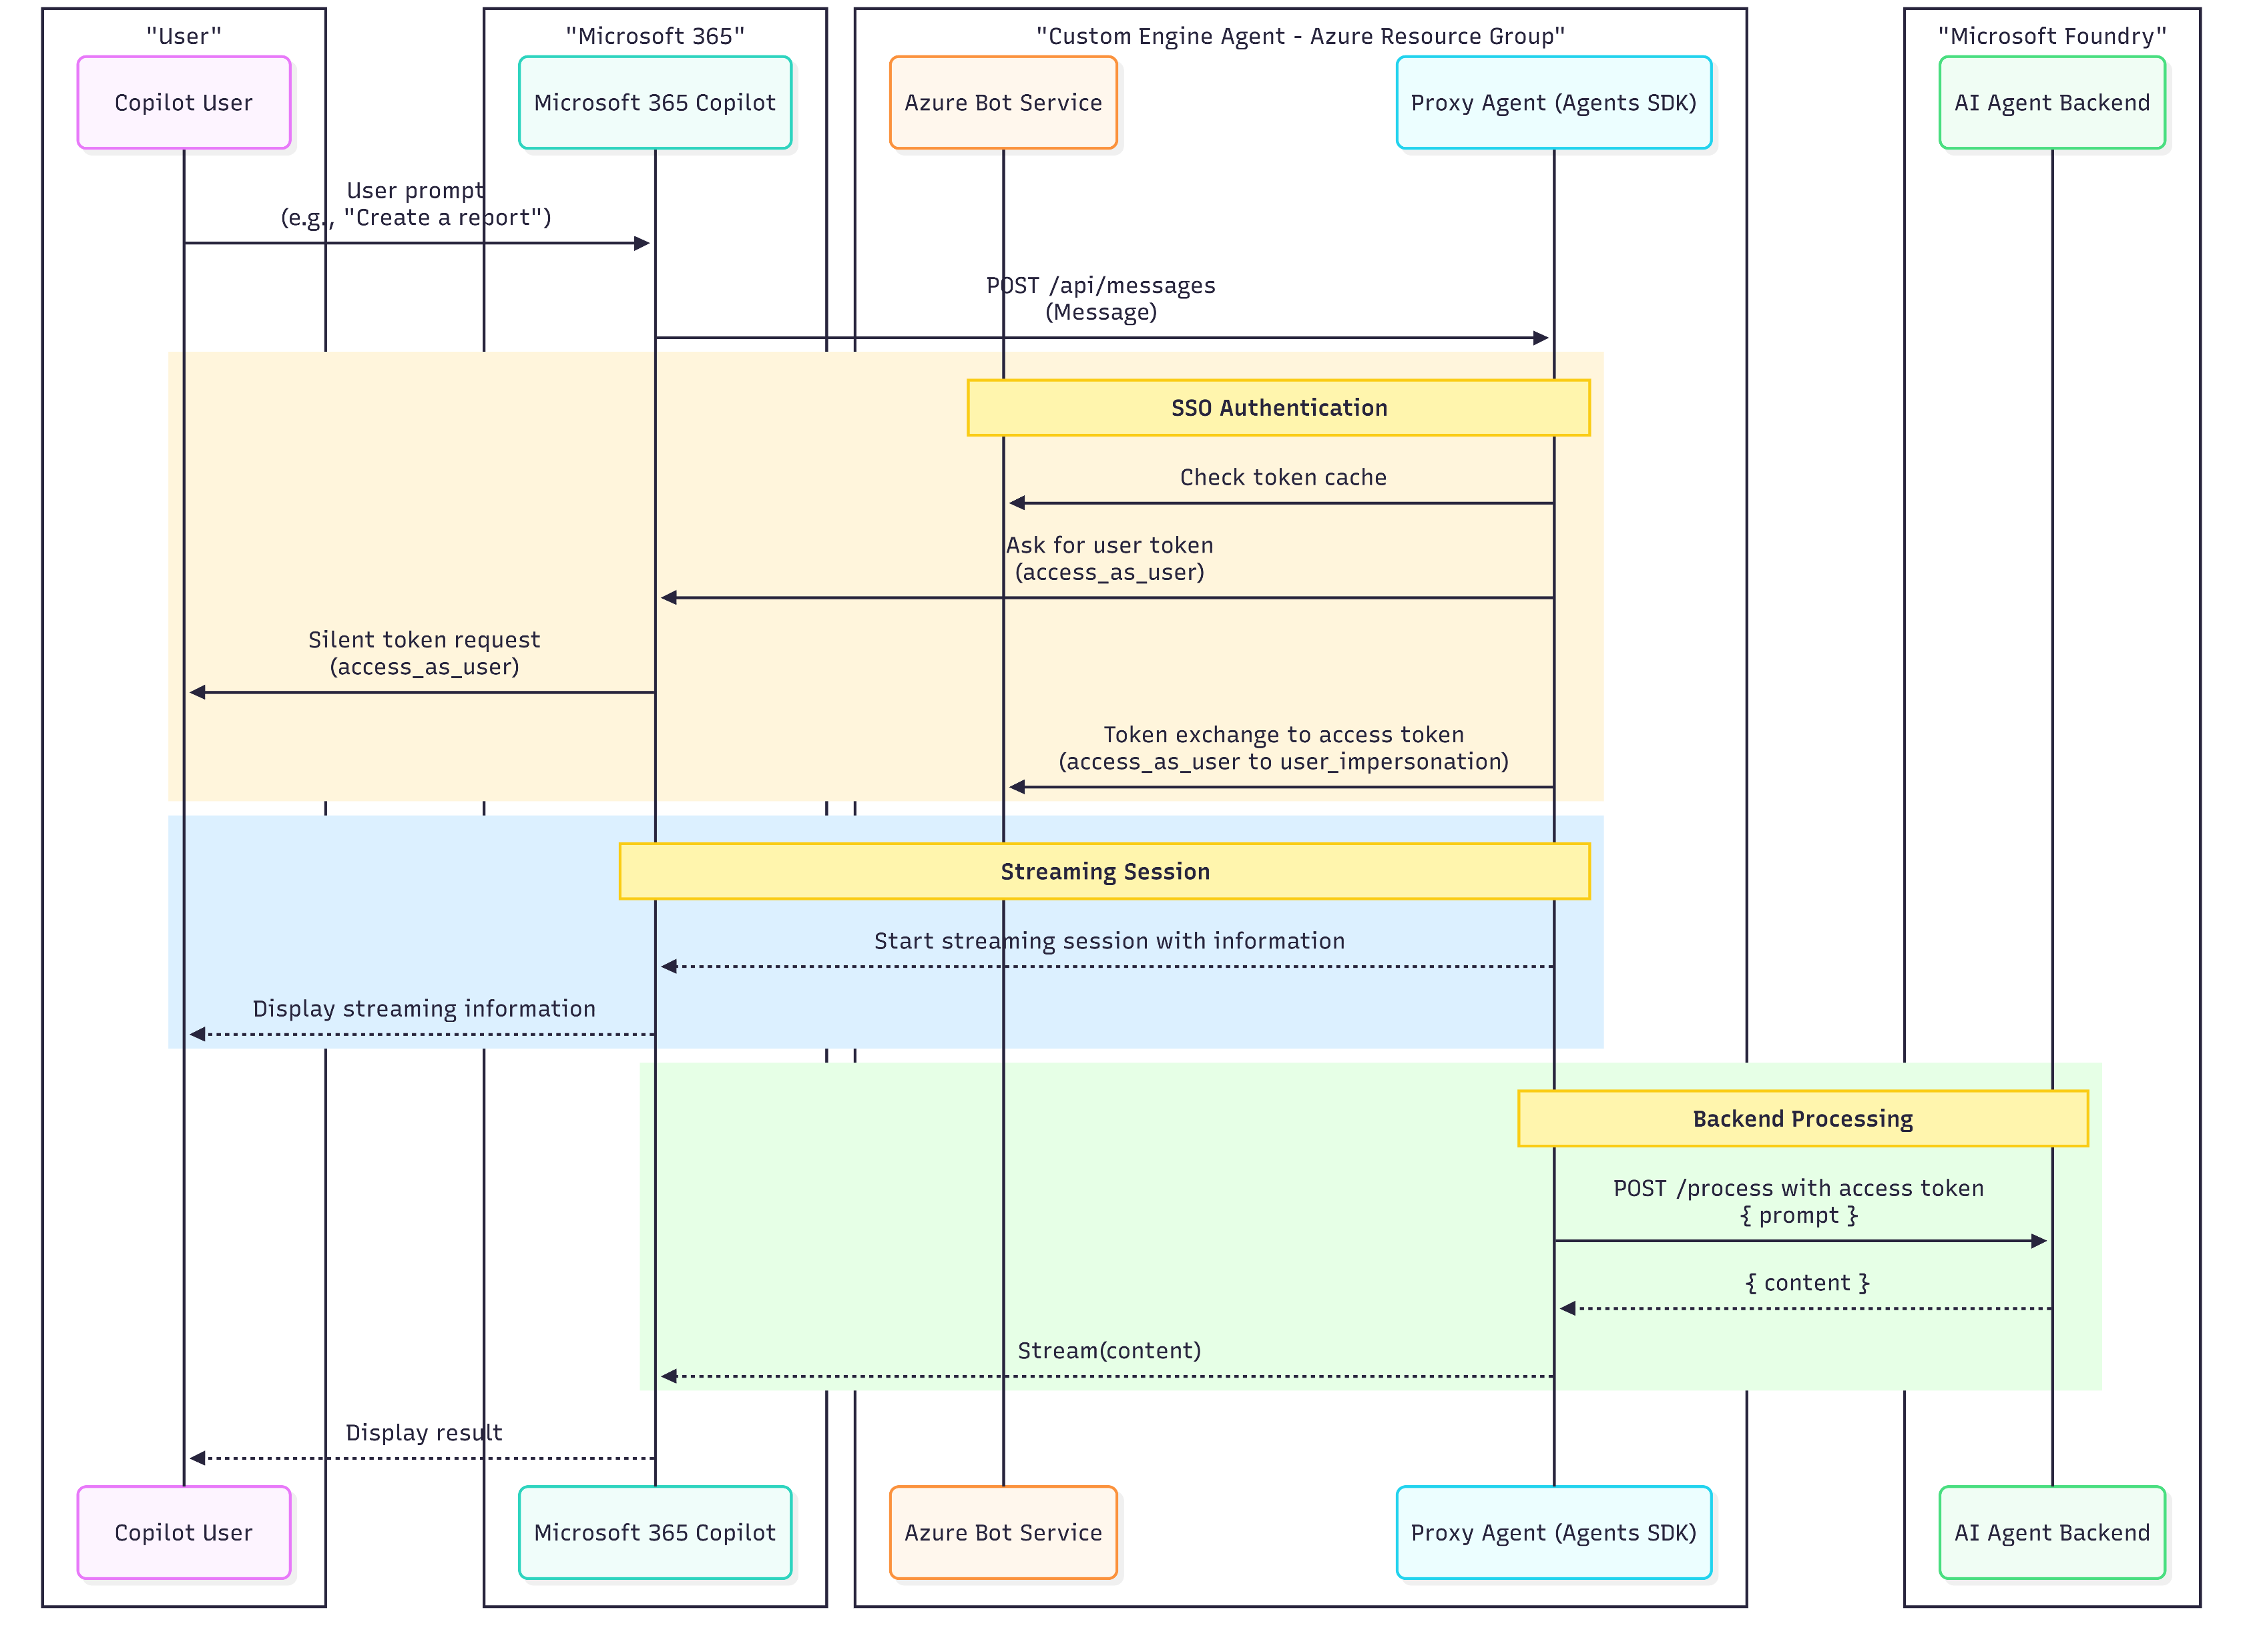 "User"
"Microsoft 365"
"Custom Engine Agent - Azure Resource Group"
"Microsoft Foundry"
Copilot User
Microsoft 365 Copilot
Azure Bot Service
Proxy Agent (Agents SDK)
AI Agent Backend
User prompt
(e.g., "Create a report")
POST /api/messages
(Message)
SSO Authentication
Check token cache
Ask for user token
(access_as_user)
Silent token request
(access_as_user)
Token exchange to access token
(access_as_user to user_impersonation)
Streaming Session
Start streaming session with information
Display streaming information
Backend Processing
POST /process with access token
{ prompt }
{ content }
Stream(content)
Display result
Copilot User
Microsoft 365 Copilot
Azure Bot Service
Proxy Agent (Agents SDK)
AI Agent Backend